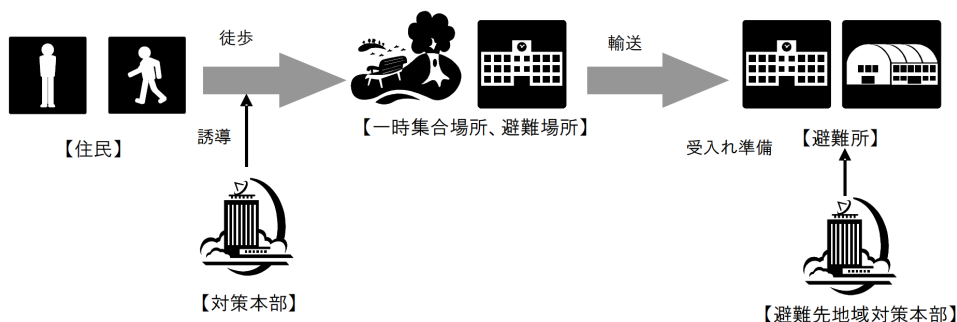 徒歩
輸送
【一時集合場所、避難場所】
【住民】
誘導
受入れ準備
【避難所】
【対策本部】
【避難先地域対策本部】